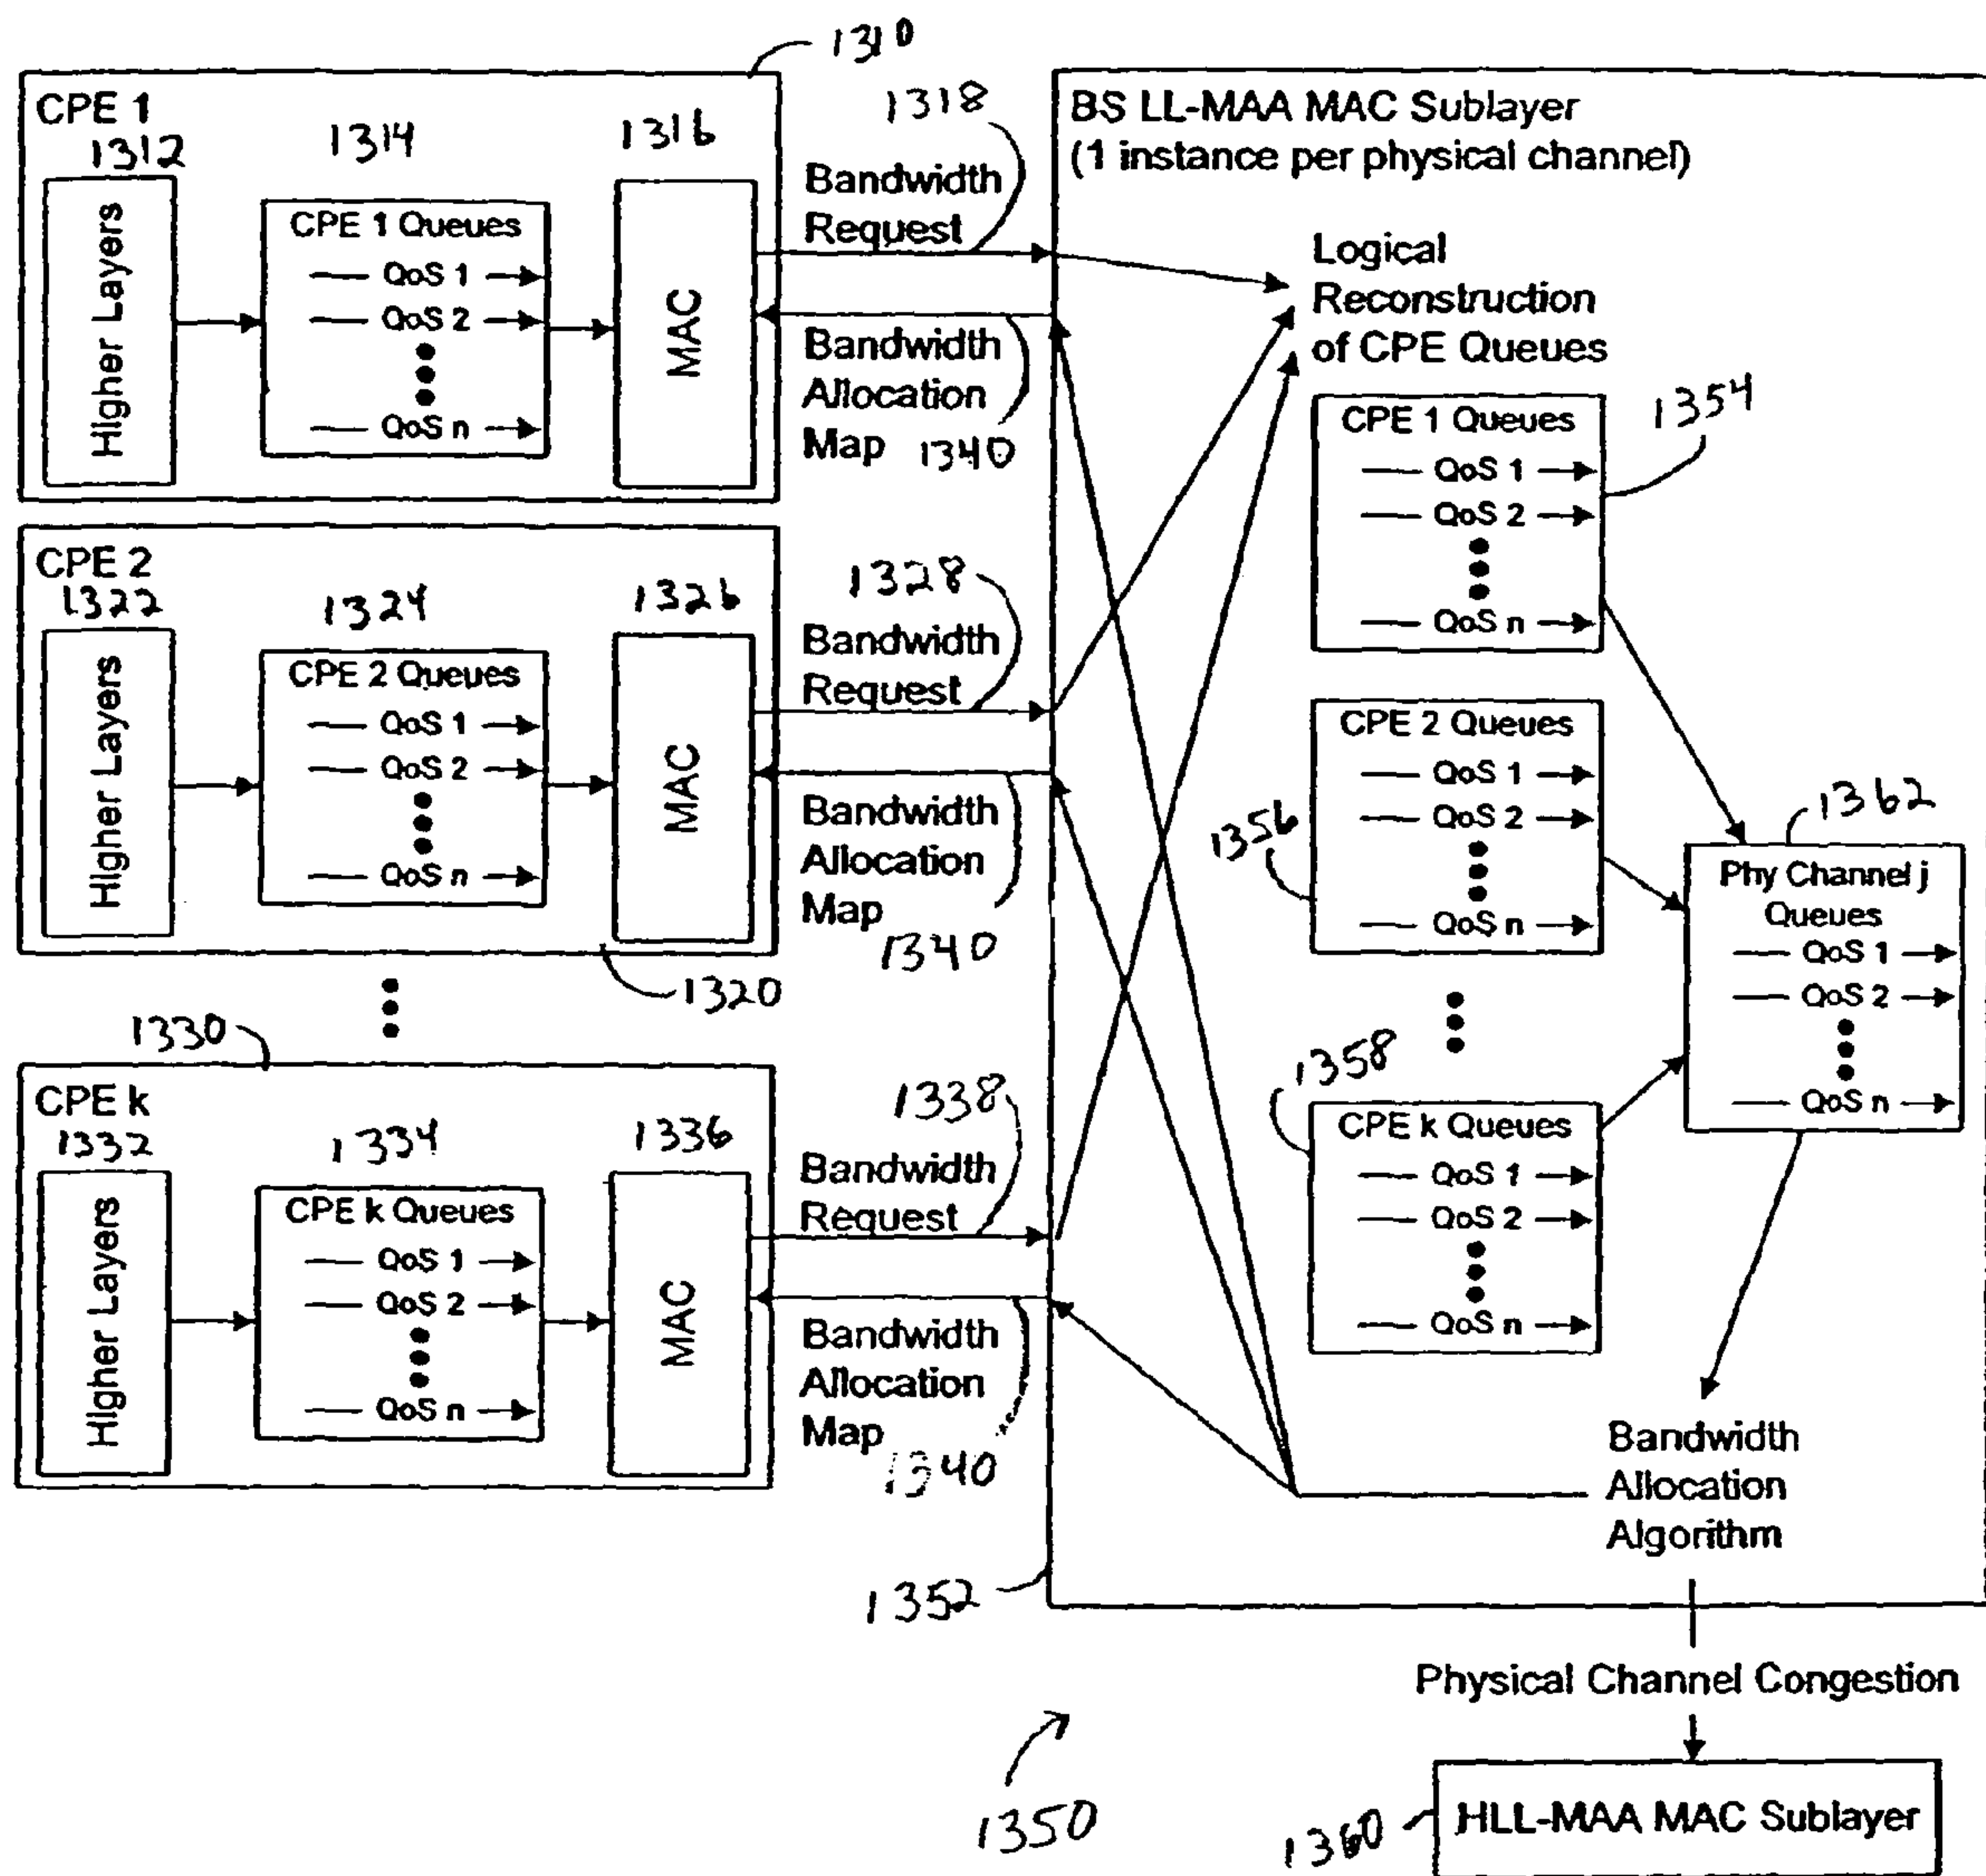 1310
CPE 1
1312
1314
1316
Higher Layers
CPE 1 Queues
QoS 1
QoS 2
QoS n
MAC
1318
Bandwidth
Request
Bandwidth
Allocation
Map 1340
CPE 2
1322
1324
1326
Higher Layers
CPE 2 Queues
QoS 1
QoS 2
QoS n
MAC
1328
Bandwidth
Request
Bandwidth
Allocation
Map
1340
1320
1330
CPE k
1332
1334
1336
Higher Layers
CPE k Queues
QoS 1
QoS 2
QoS n
MAC
1338
Bandwidth
Request
Bandwidth
Allocation
Map
1340
BS LL-MAA MAC Sublayer
(1 instance per physical channel)
Logical
Reconstruction
of CPE Queues
CPE 1 Queues
QoS 1
QoS 2
QoS n
1354
CPE 2 Queues
QoS 1
QoS 2
QoS n
1356
1362
Phy Channel j
Queues
QoS 1
QoS 2
QoS n
1358
CPE k Queues
QoS 1
QoS 2
QoS n
Bandwidth
Allocation
Algorithm
1352
Physical Channel Congestion
1350
1360
HLL-MAA MAC Sublayer